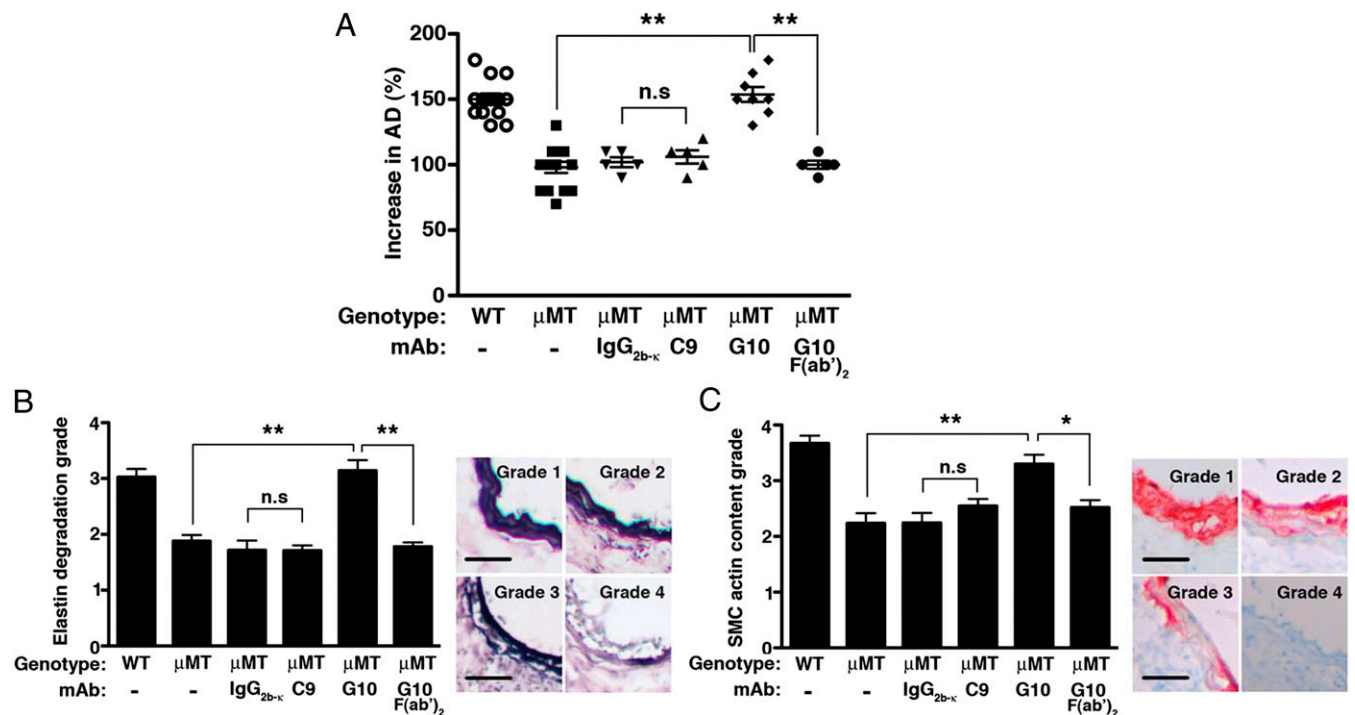 A
** **
n.s
Increase in AD (%)
200
150
100
50
0
Genotype: WT μMT μMT μMT μMT μMT
mAb: - - IgG2b-κ C9 G10 G10
F(ab')2
B
** **
n.s
Elastin degradation grade
4
3
2
1
0
Genotype: WT μMT μMT μMT μMT μMT
mAb: - - IgG2b-κ C9 G10 G10
F(ab')2
Grade 1 Grade 2
Grade 3 Grade 4
C
** *
n.s
SMC actin content grade
4
3
2
1
0
Genotype: WT μMT μMT μMT μMT μMT
mAb: - - IgG2b-κ C9 G10 G10
F(ab')2
Grade 1 Grade 2
Grade 3 Grade 4